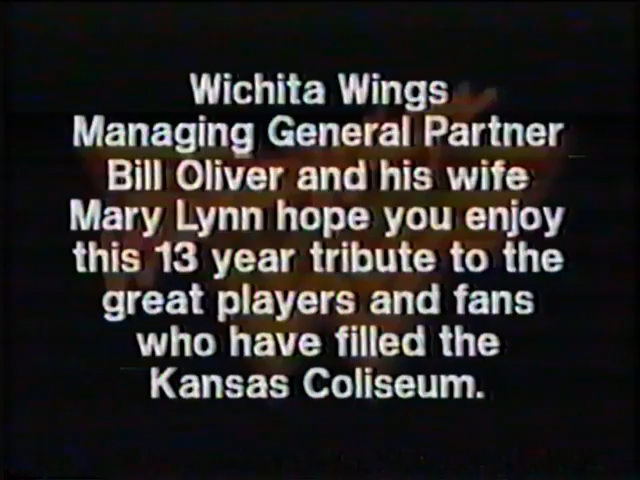 Wichita Wings
Managing General Partner
Bill Oliver and his wife
Mary Lynn hope you enjoy
this 13 year tribute to the
great players and fans
who have filled the
Kansas Coliseum.